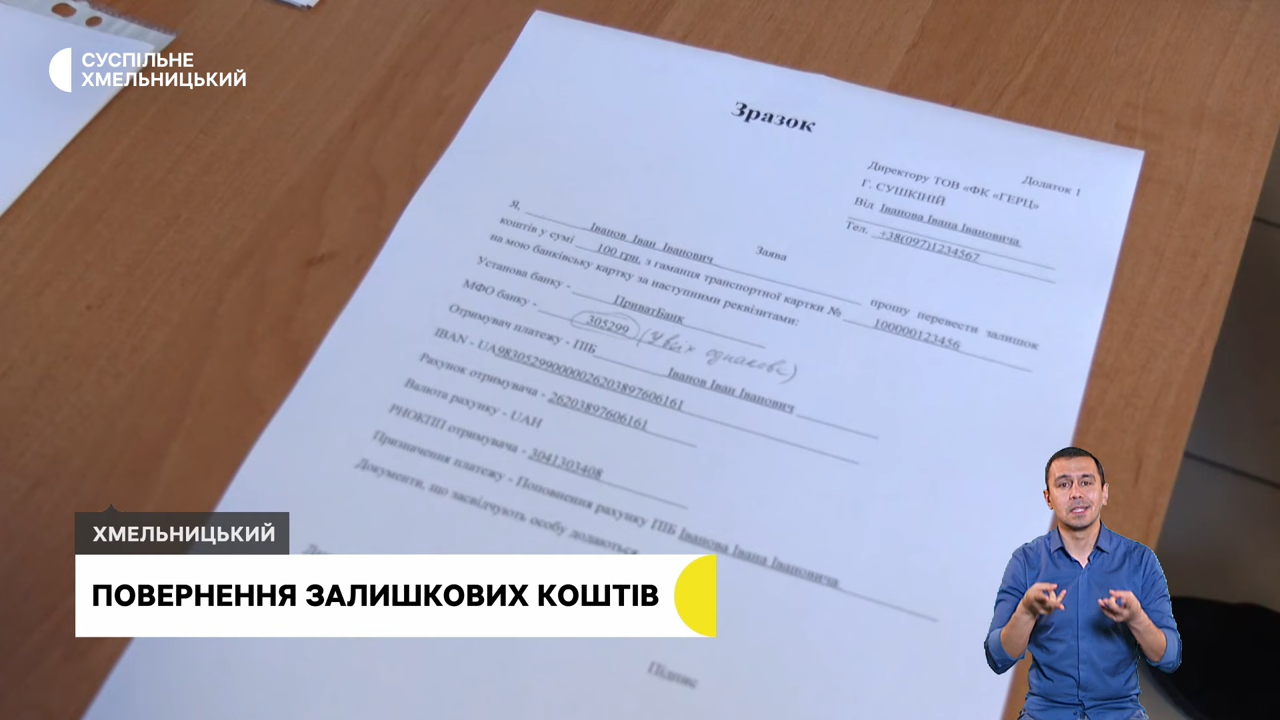 СУСПІЛЬНЕ
ХМЕЛЬНИЦЬКИЙ
Зразок
Додаток 1
Директору ТОВ «ФК «ГЕРЦ»
Г. СУШКІНІЙ
Від Іванова Івана Івановича
Тел. +38(097)1234567
Заява
Я, Іванов Іван Іванович прошу перевести залишок
коштів у сумі 100 грн. з гаманця транспортної картки № 100000123456
на мою банківську картку за наступними реквізитами:
Установа банку - ПриватБанк
МФО банку - 305299 (у всіх однакове)
Отримувач платежу - ПІБ Іванов Іван Іванович
IBAN - UA983052990000026203897606161
Рахунок отримувача - 26203897606161
Валюта рахунку - UAH
РНОКПП отримувача - 3041303408
Призначення платежу - Поповнення рахунку ПІБ Іванова Івана Івановича
Документи, що засвідчують особу додаються
Підпис
ХМЕЛЬНИЦЬКИЙ
ПОВЕРНЕННЯ ЗАЛИШКОВИХ КОШТІВ